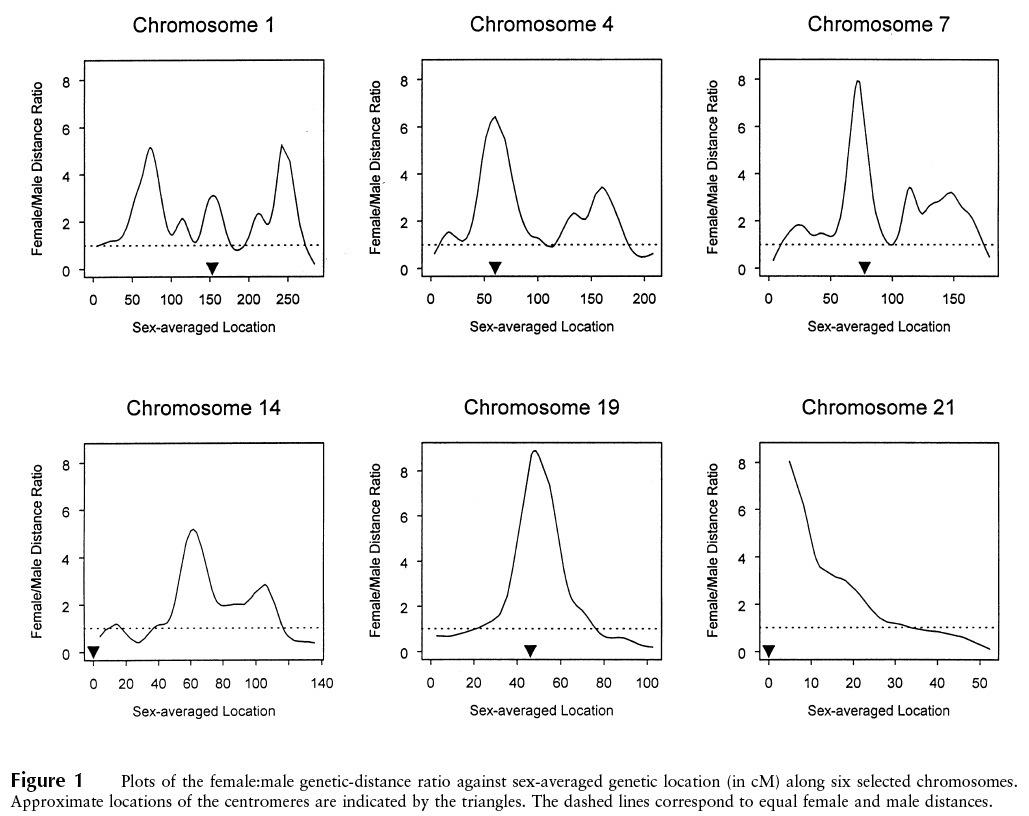 Chromosome 1
Chromosome 4
Chromosome 7
Female/Male Distance Ratio
8
6
4
2
0
0 50 100 150 200 250
Sex-averaged Location
Female/Male Distance Ratio
8
6
4
2
0
0 50 100 150 200
Sex-averaged Location
Female/Male Distance Ratio
8
6
4
2
0
0 50 100 150
Sex-averaged Location
Chromosome 14
Chromosome 19
Chromosome 21
Female/Male Distance Ratio
8
6
4
2
0
0 20 40 60 80 100 140
Sex-averaged Location
Female/Male Distance Ratio
8
6
4
2
0
0 20 40 60 80 100
Sex-averaged Location
Female/Male Distance Ratio
8
6
4
2
0
0 10 20 30 40 50
Sex-averaged Location
Figure 1 Plots of the female:male genetic-distance ratio against sex-averaged genetic location (in cM) along six selected chromosomes.
Approximate locations of the centromeres are indicated by the triangles. The dashed lines correspond to equal female and male distances.